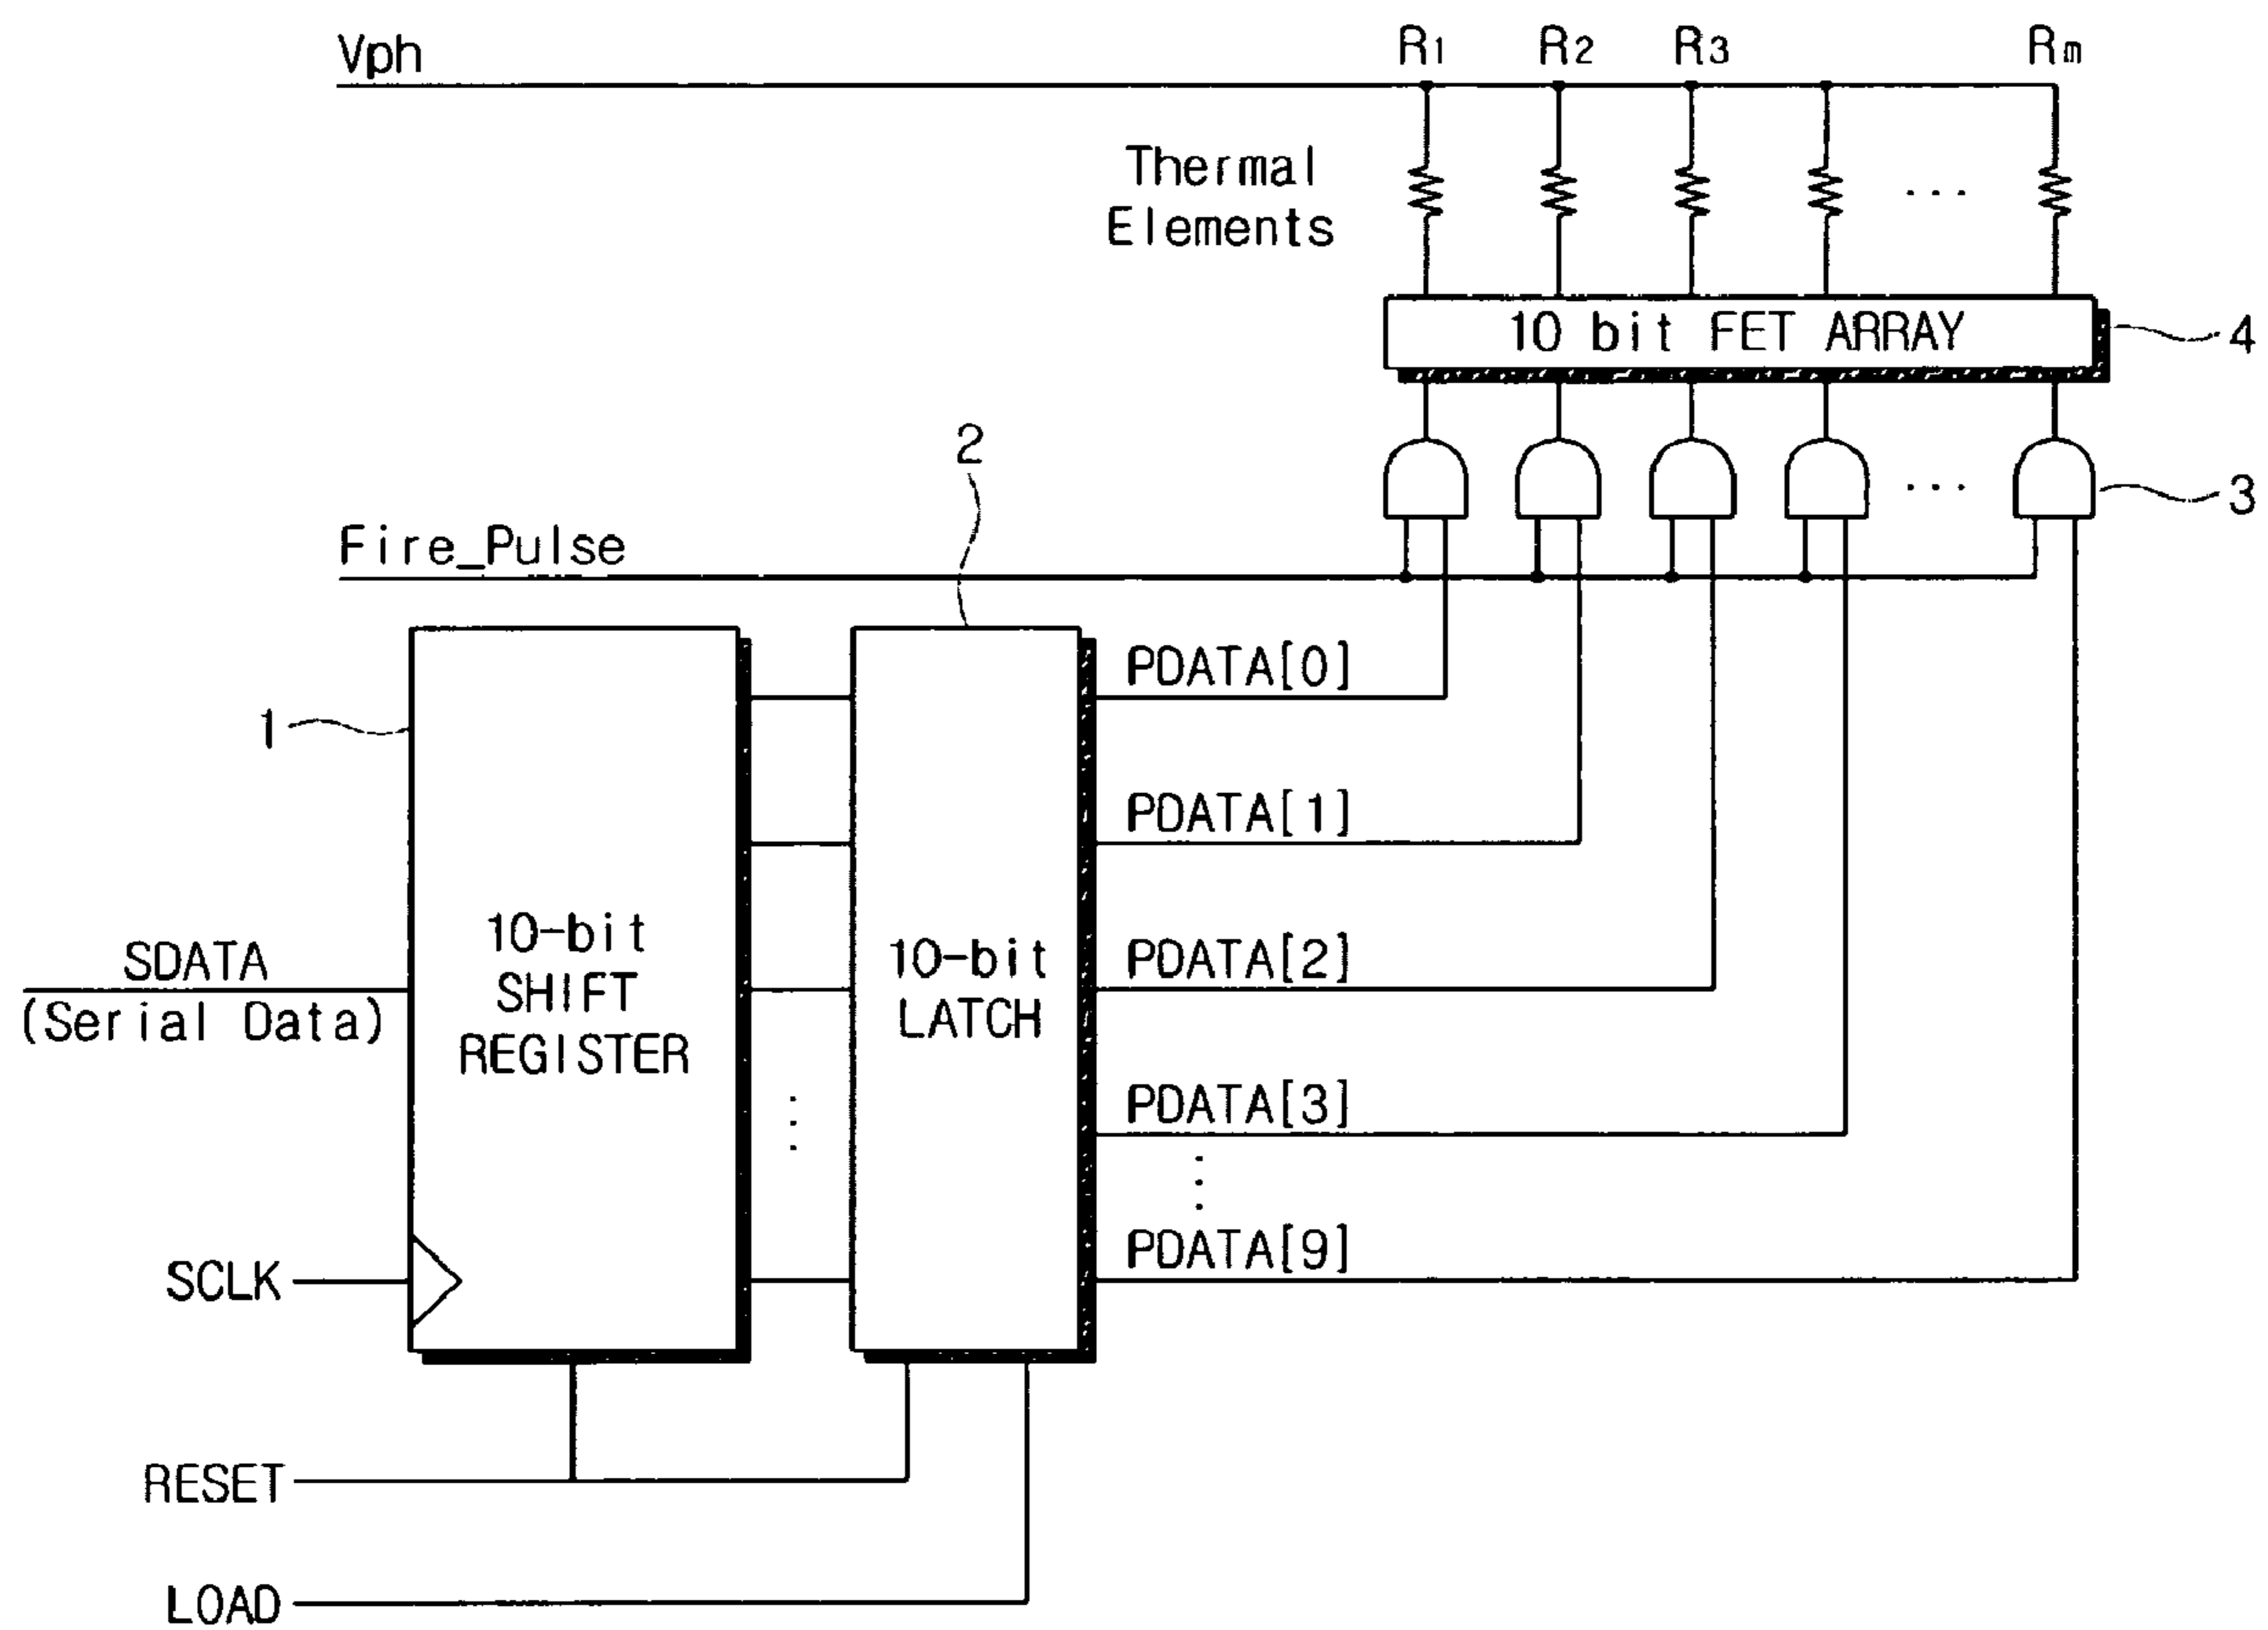 Vph
R1 R2 R3 Rm
Thermal
Elements
10 bit FET ARRAY
4
2
3
Fire_Pulse
PDATA[0]
1
PDATA[1]
10-bit
SHIFT
REGISTER
10-bit
LATCH
SDATA
(Serial Data)
PDATA[2]
PDATA[3]
PDATA[9]
SCLK
RESET
LOAD